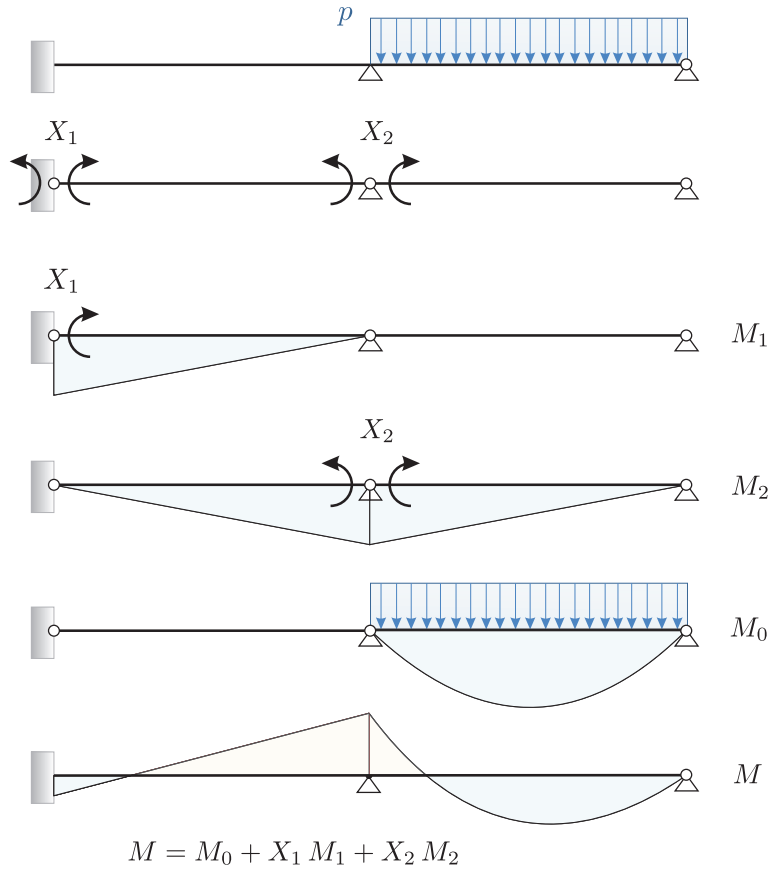 p
X₁ X₂
X₁
M₁
X₂
M₂
M₀
M
M = M₀ + X₁ M₁ + X₂ M₂